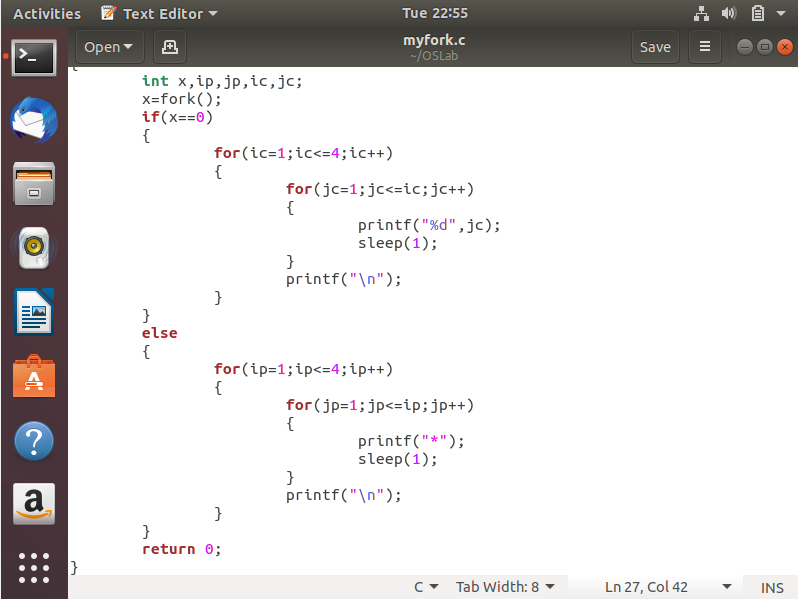 Activities Text Editor Tue 22:55
Open myfork.c Save
~/OSLab
{
int x,ip,jp,ic,jc;
x=fork();
if(x==0)
{
for(ic=1;ic<=4;ic++)
{
for(jc=1;jc<=ic;jc++)
{
printf("%d",jc);
sleep(1);
}
printf("\n");
}
}
else
{
for(ip=1;ip<=4;ip++)
{
for(jp=1;jp<=ip;jp++)
{
printf("*");
sleep(1);
}
printf("\n");
}
}
return 0;
}
C Tab Width: 8 Ln 27, Col 42 INS